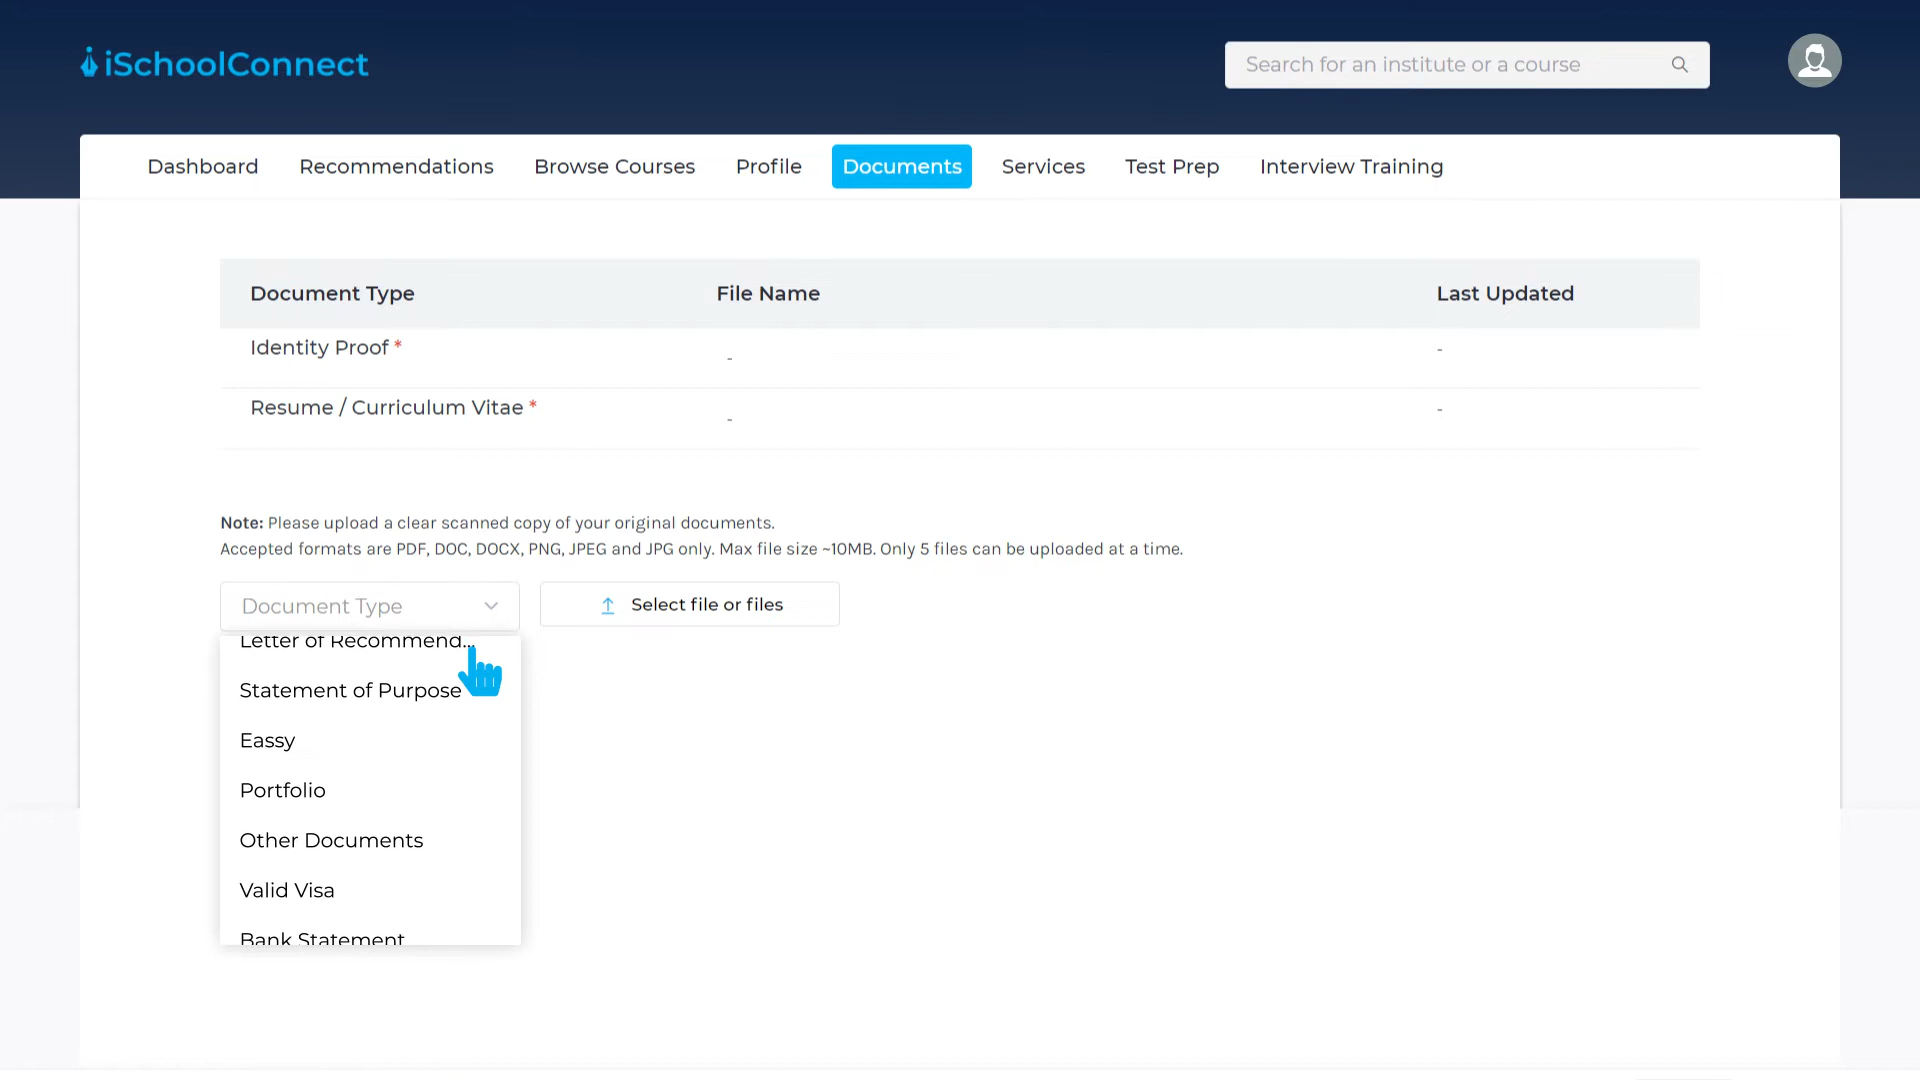 iSchoolConnect
Search for an institute or a course
Dashboard Recommendations Browse Courses Profile Documents Services Test Prep Interview Training
Document Type File Name Last Updated
Identity Proof * - -
Resume / Curriculum Vitae * - -
Note: Please upload a clear scanned copy of your original documents.
Accepted formats are PDF, DOC, DOCX, PNG, JPEG and JPG only. Max file size ~10MB. Only 5 files can be uploaded at a time.
Document Type Select file or files
Letter of Recommend...
Statement of Purpose
Eassy
Portfolio
Other Documents
Valid Visa
Bank Statement